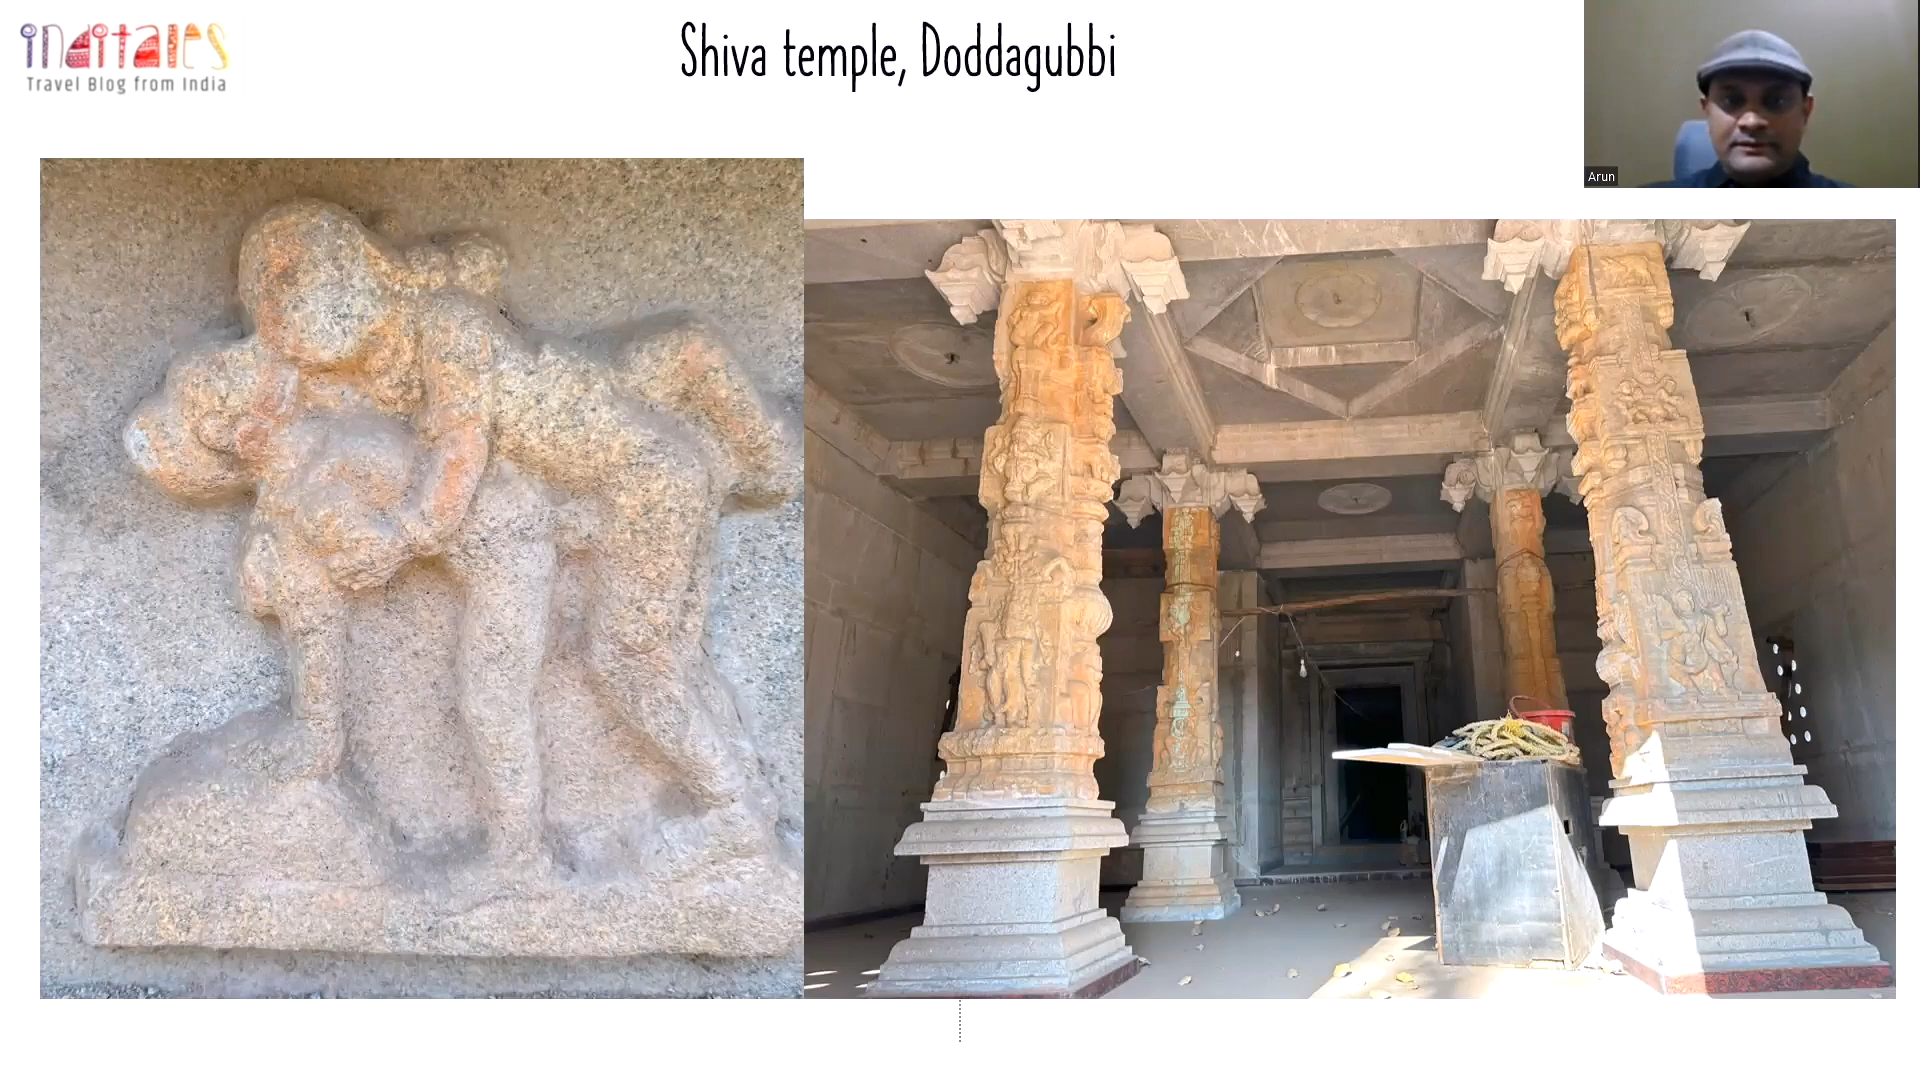 inditales
Travel Blog from India
Shiva temple, Doddagubbi
Arun